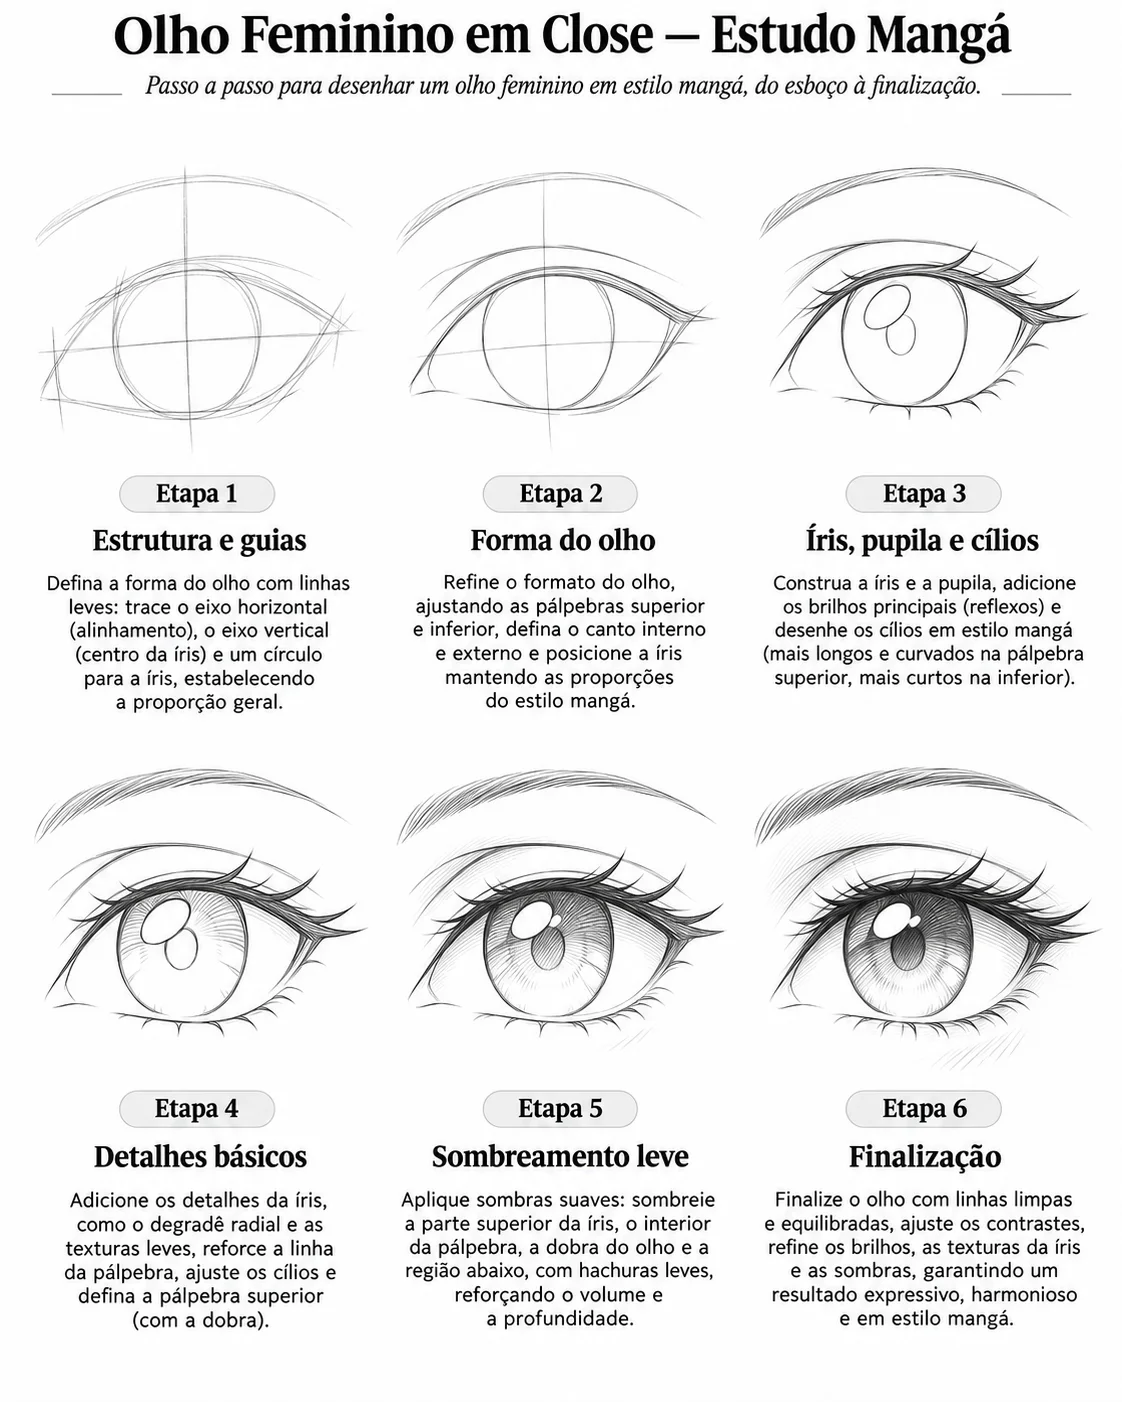 Olho Feminino em Close — Estudo Mangá
Passo a passo para desenhar um olho feminino em estilo mangá, do esboço à finalização.
Etapa 1
Estrutura e guias
Defina a forma do olho com linhas
leves: trace o eixo horizontal
(alinhamento), o eixo vertical
(centro da íris) e um círculo
para a íris, estabelecendo
a proporção geral.
Etapa 2
Forma do olho
Refine o formato do olho,
ajustando as pálpebras superior
e inferior, defina o canto interno
e externo e posicione a íris
mantendo as proporções
do estilo mangá.
Etapa 3
Íris, pupila e cílios
Construa a íris e a pupila, adicione
os brilhos principais (reflexos) e
desenhe os cílios em estilo mangá
(mais longos e curvados na pálpebra
superior, mais curtos na inferior).
Etapa 4
Detalhes básicos
Adicione os detalhes da íris,
como o degradê radial e as
texturas leves, reforce a linha
da pálpebra, ajuste os cílios e
defina a pálpebra superior
(com a dobra).
Etapa 5
Sombreamento leve
Aplique sombras suaves: sombreie
a parte superior da íris, o interior
da pálpebra, a dobra do olho e a
região abaixo, com hachuras leves,
reforçando o volume e
a profundidade.
Etapa 6
Finalização
Finalize o olho com linhas limpas
e equilibradas, ajuste os contrastes,
refine os brilhos, as texturas da íris
e as sombras, garantindo um
resultado expressivo, harmonioso
e em estilo mangá.